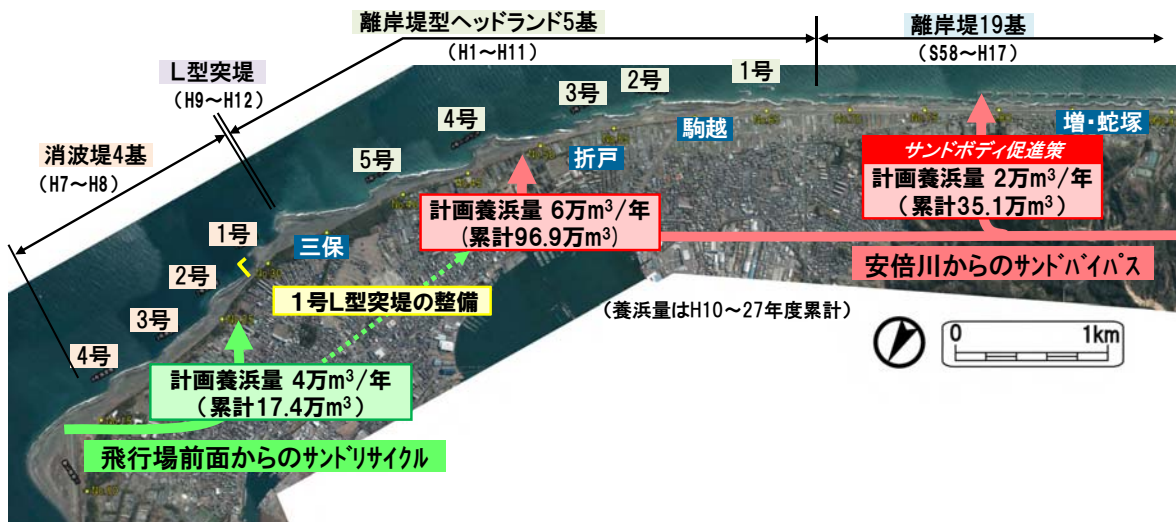 離岸堤型ヘッドランド5基
(H1～H11)
離岸堤19基
(S58～H17)
L型突堤
(H9～H12)
消波堤4基
(H7～H8)
1号
2号
3号
4号
5号
駒越
折戸
増・蛇塚
三保
サンドボディ促進策
計画養浜量 2万m³/年
(累計35.1万m³)
計画養浜量 6万m³/年
(累計96.9万m³)
安倍川からのサンドバイパス
1号
2号
3号
4号
1号L型突堤の整備
(養浜量はH10～27年度累計)
0 1km
計画養浜量 4万m³/年
(累計17.4万m³)
飛行場前面からのサンドリサイクル